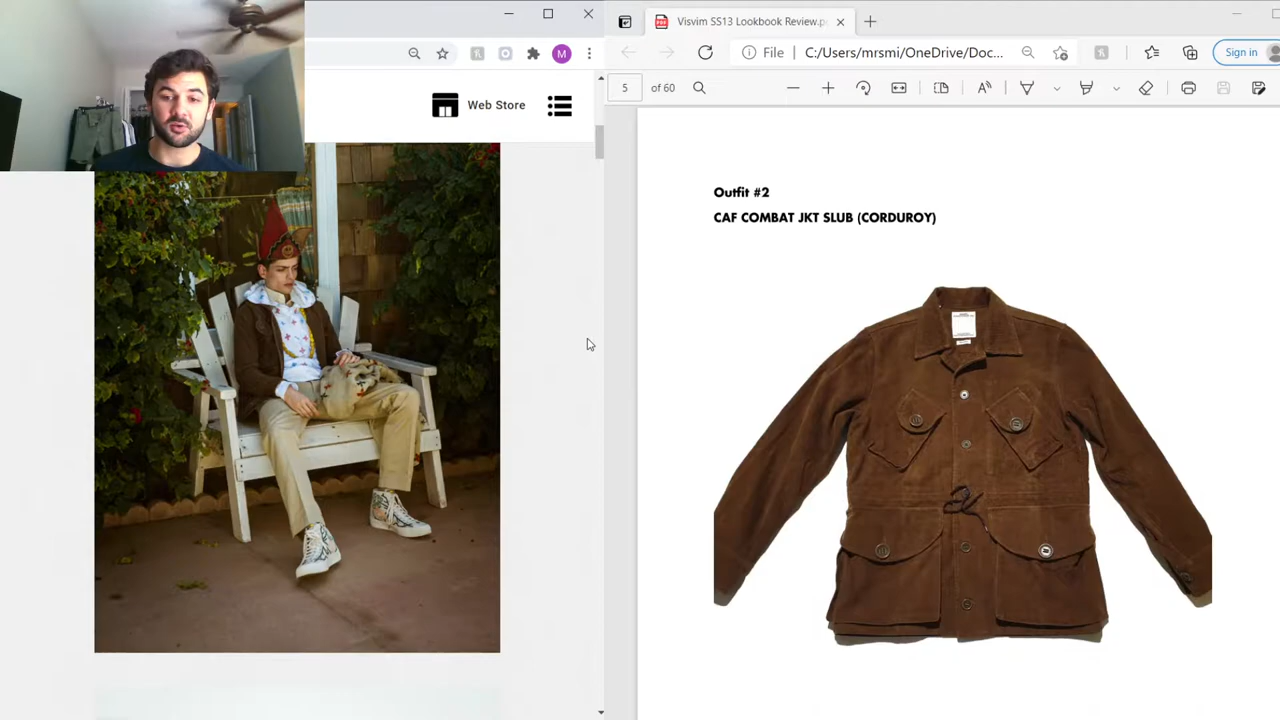 Web Store
M
Visvim SS13 Lookbook Review.p
File
C:/Users/mrsmi/OneDrive/Doc...
Sign in
5
of 60
Outfit #2
CAF COMBAT JKT SLUB (CORDUROY)